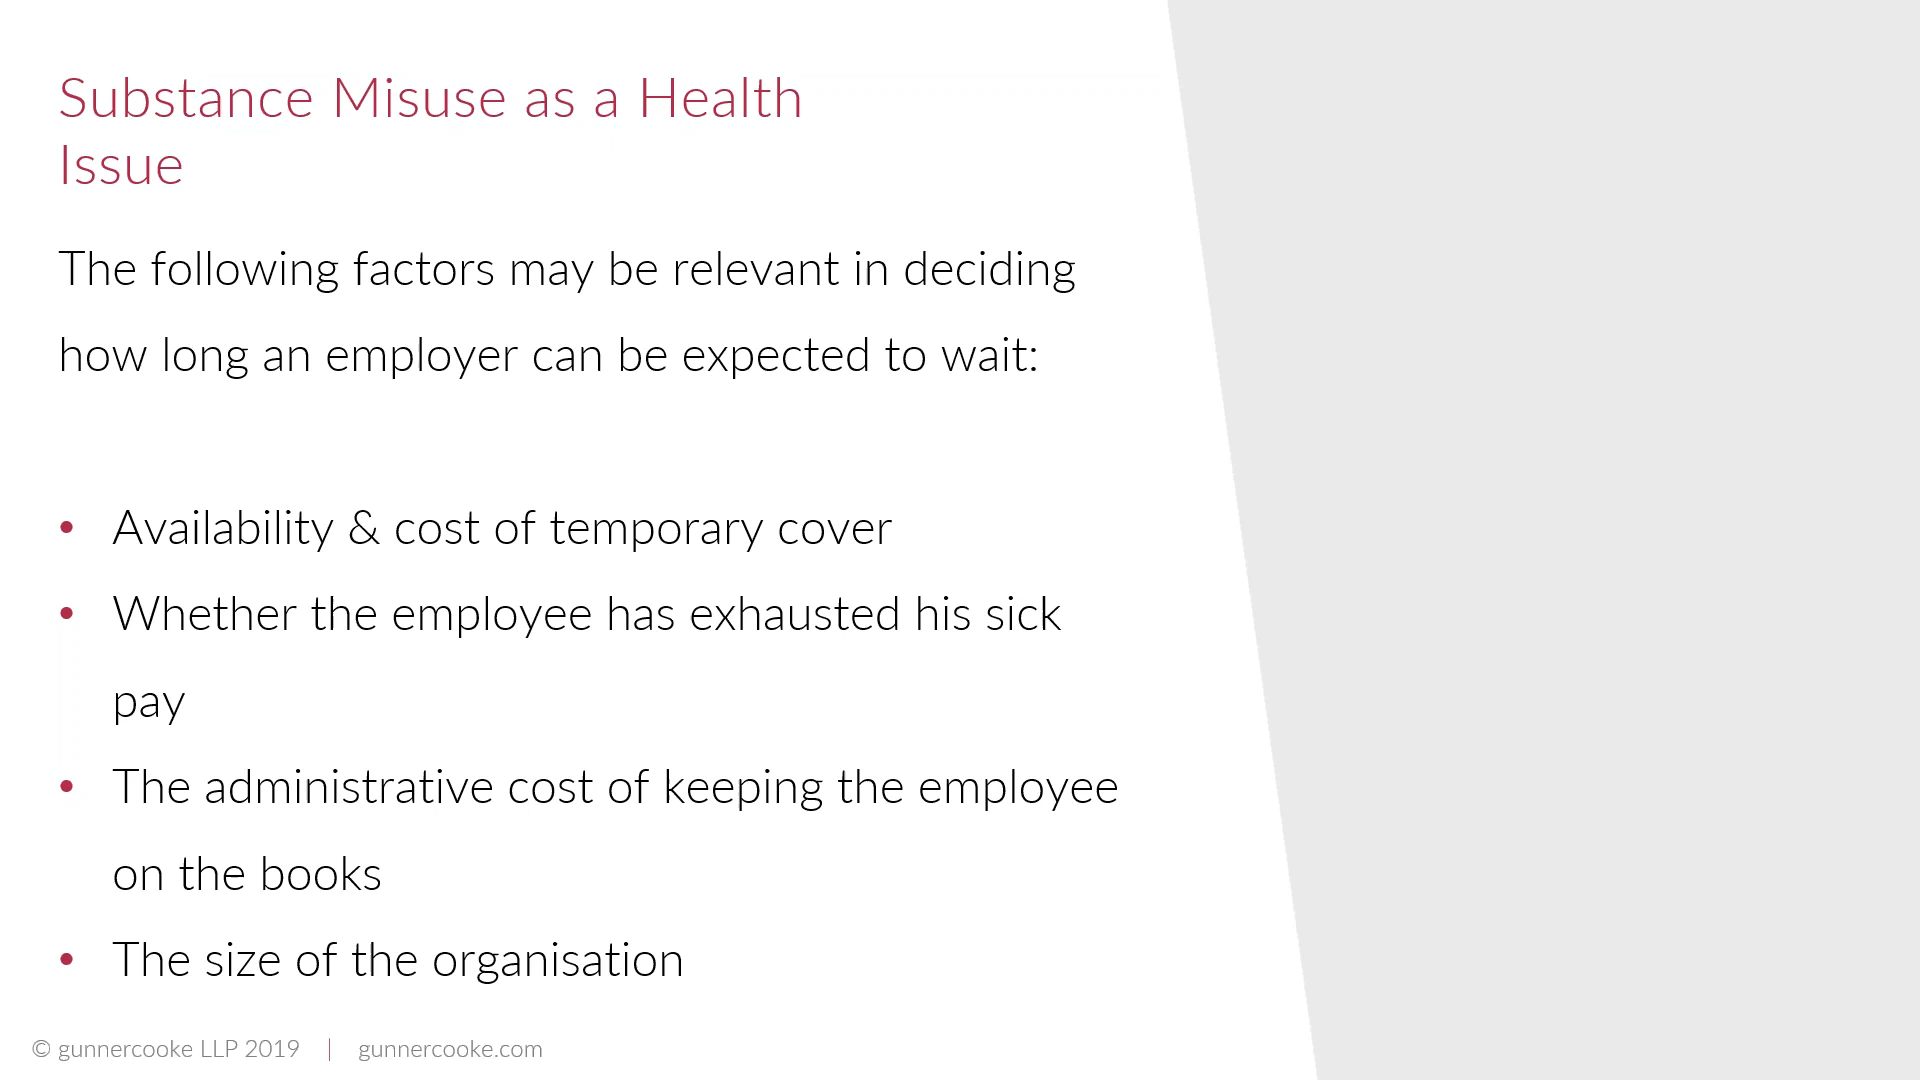 Substance Misuse as a Health
Issue
The following factors may be relevant in deciding
how long an employer can be expected to wait:
• Availability & cost of temporary cover
• Whether the employee has exhausted his sick
pay
• The administrative cost of keeping the employee
on the books
• The size of the organisation
© gunnercooke LLP 2019 | gunnercooke.com